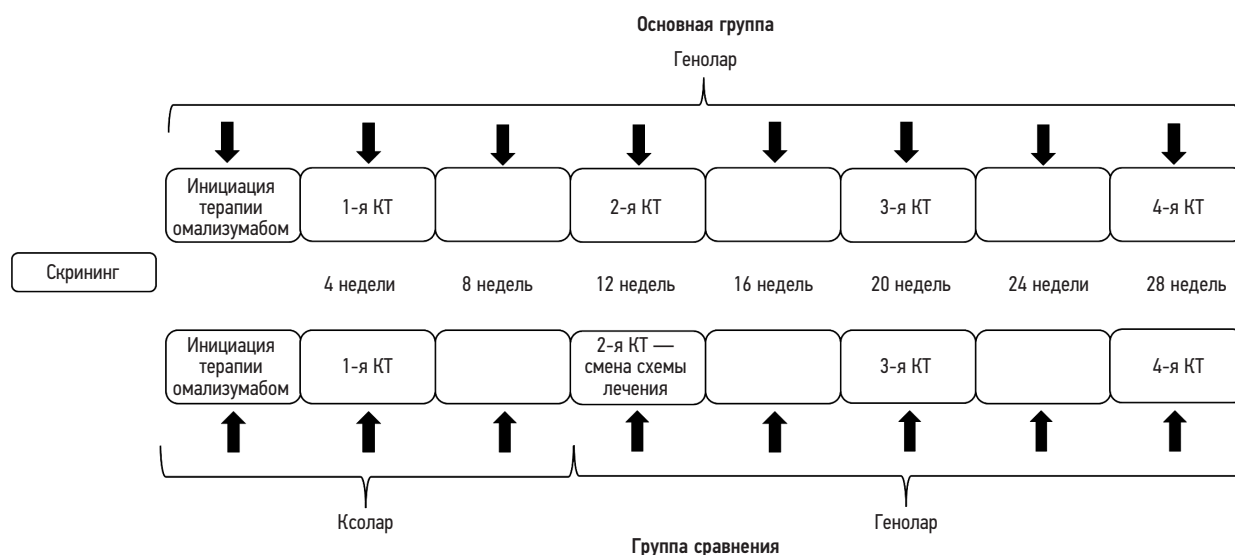 Основная группа
Генолар
Инициация
терапии
омализумабом
1-я КТ
2-я КТ
3-я КТ
4-я КТ
Скрининг
4 недели
8 недель
12 недель
16 недель
20 недель
24 недели
28 недель
Инициация
терапии
омализумабом
1-я КТ
2-я КТ —
смена схемы
лечения
3-я КТ
4-я КТ
Ксолар
Генолар
Группа сравнения